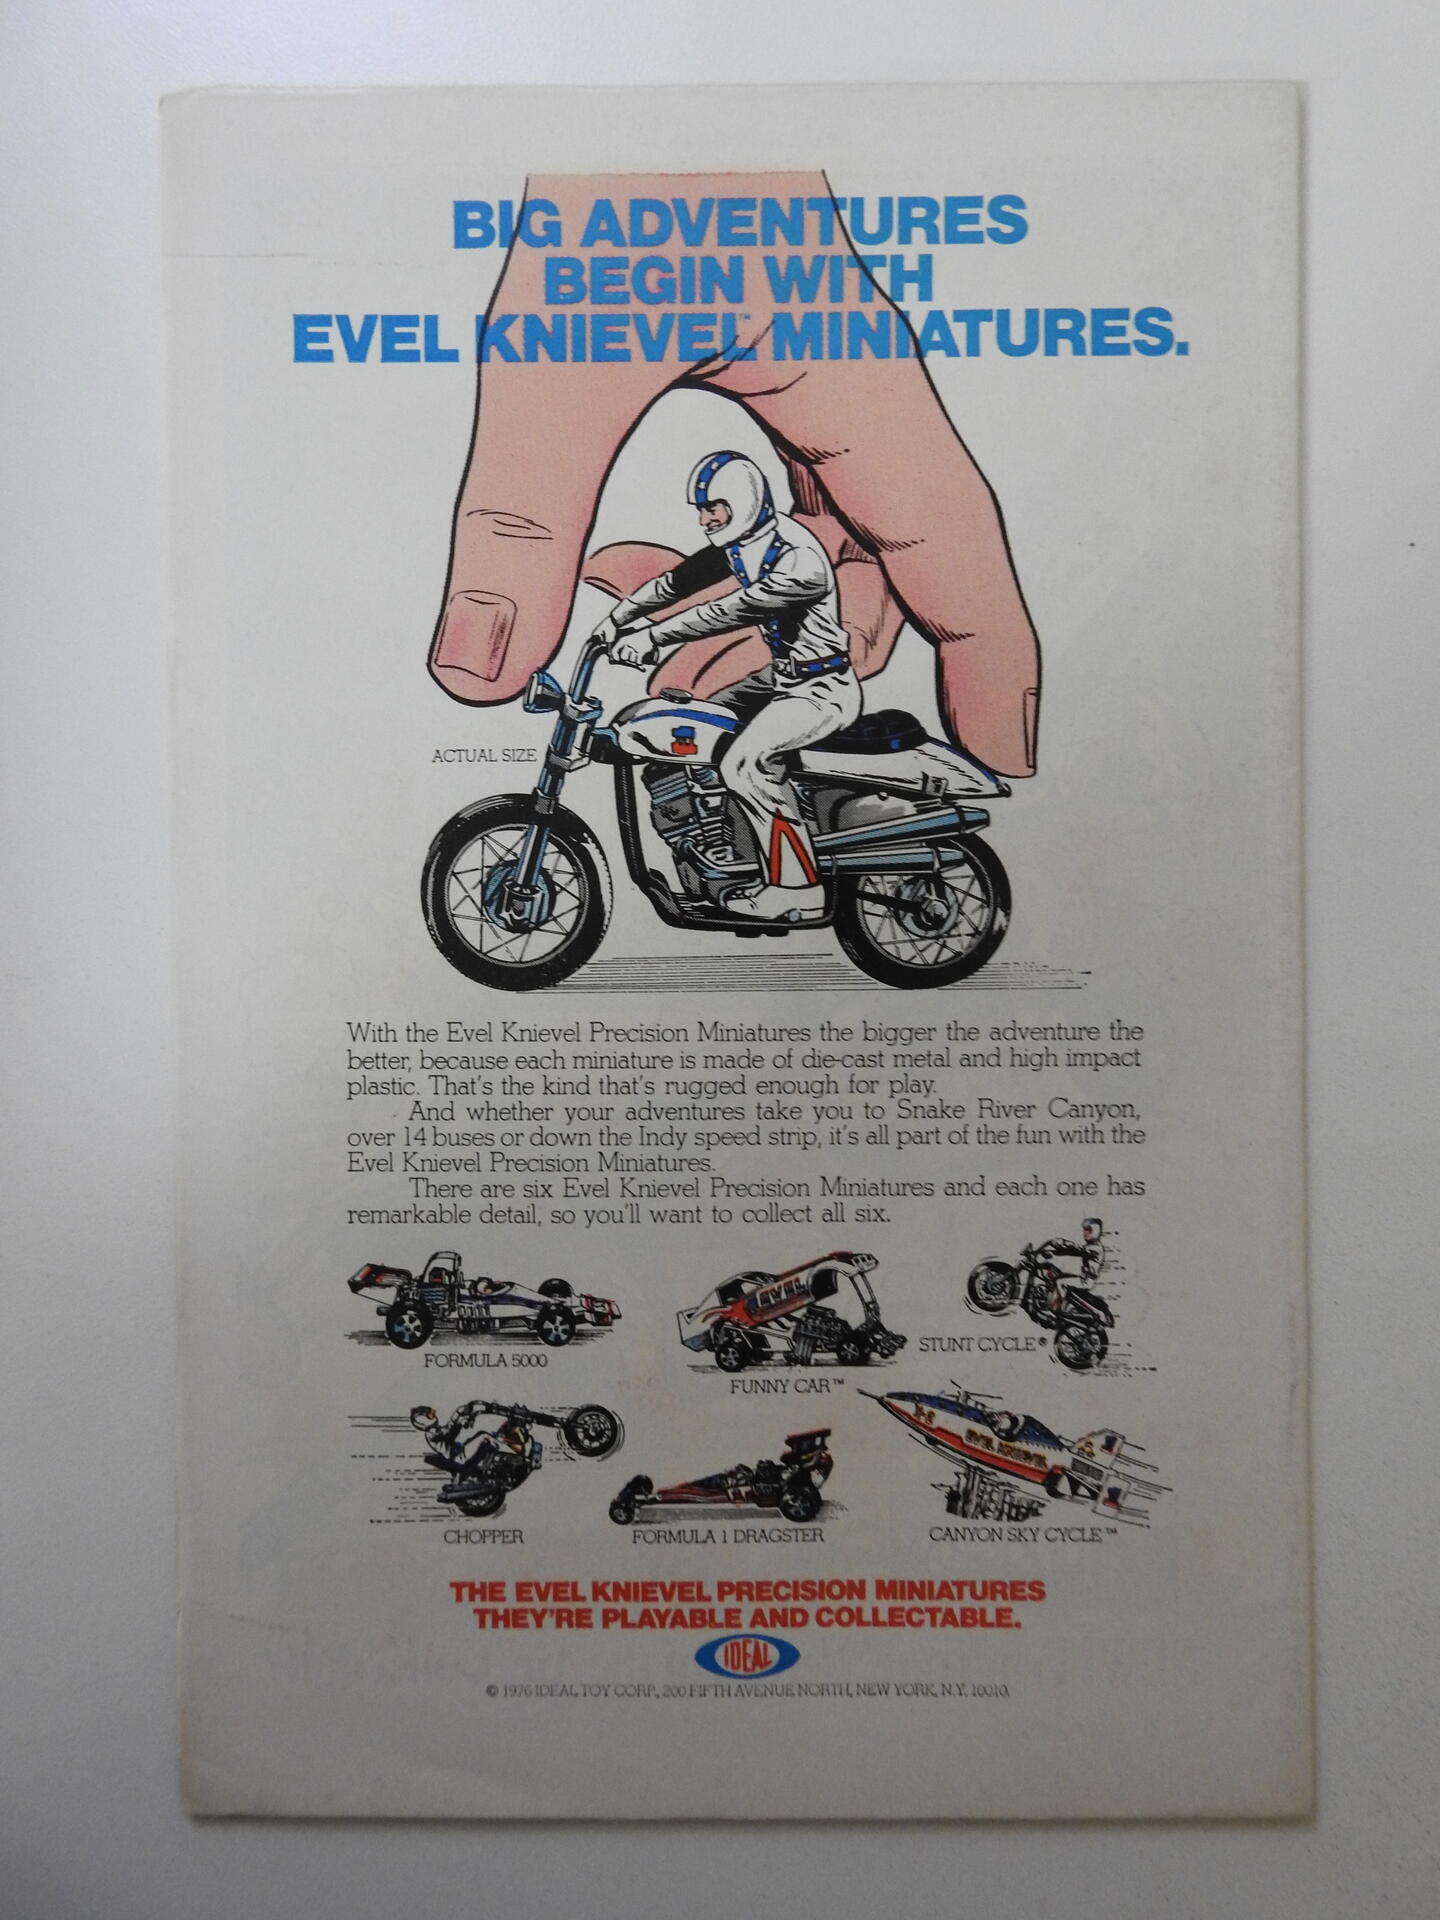 BIG ADVENTURES
BEGIN WITH
EVEL KNIEVEL™ MINIATURES.
ACTUAL SIZE
1
With the Evel Knievel Precision Miniatures the bigger the adventure the
better, because each miniature is made of die-cast metal and high impact
plastic. That's the kind that's rugged enough for play.
And whether your adventures take you to Snake River Canyon,
over 14 buses or down the Indy speed strip, it's all part of the fun with the
Evel Knievel Precision Miniatures.
There are six Evel Knievel Precision Miniatures and each one has
remarkable detail, so you'll want to collect all six.
FORMULA 5000
EVEL
FUNNY CAR™
STUNT CYCLE®
CHOPPER
FORMULA 1 DRAGSTER
X-2
EVEL KNIEVEL
CANYON SKY CYCLE™
THE EVEL KNIEVEL PRECISION MINIATURES
THEY'RE PLAYABLE AND COLLECTABLE.
IDEAL
© 1976 IDEAL TOY CORP., 200 FIFTH AVENUE NORTH, NEW YORK, N.Y. 10010.